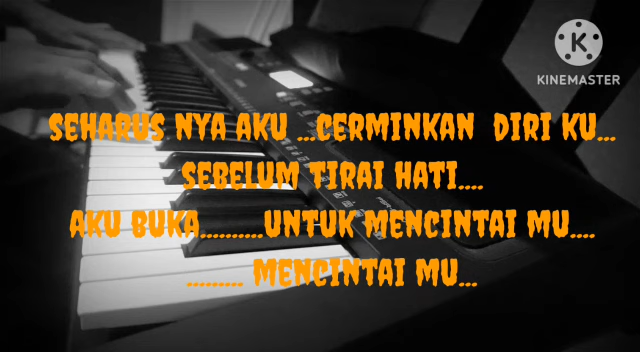 KINEMASTER
SEHARUS NYA AKU ...CERMINKAN DIRI KU...
SEBELUM TIRAI HATI....
AKU BUKA..........UNTUK MENCINTAI MU....
......... MENCINTAI MU...